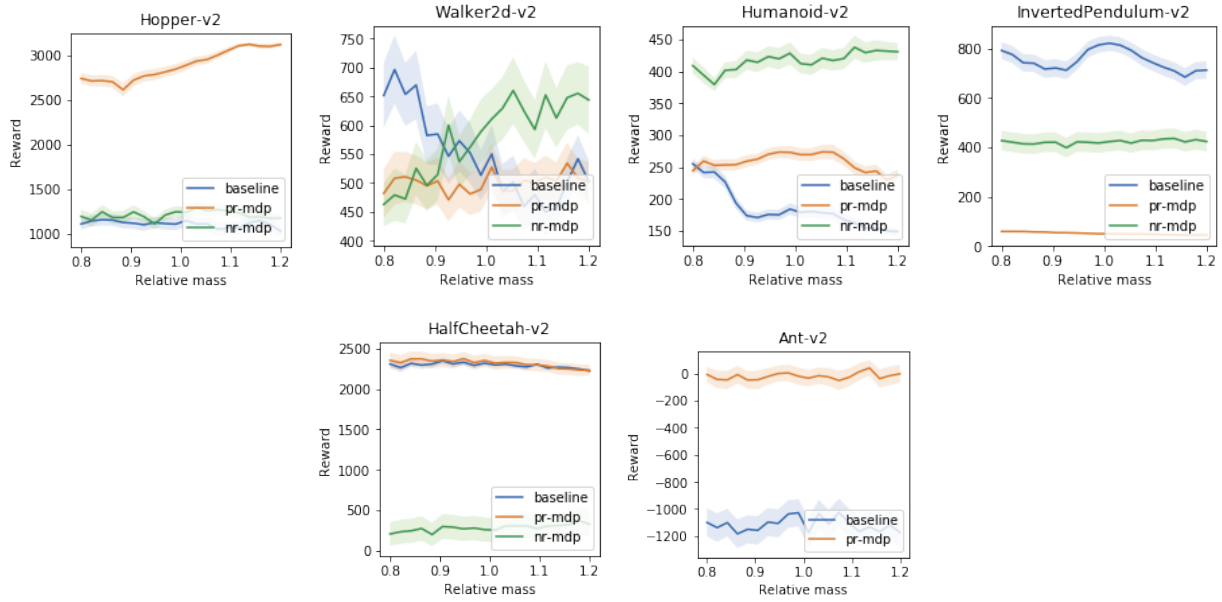 Hopper-v2
Reward
3000
2500
2000
1500
1000
0.8 0.9 1.0 1.1 1.2
Relative mass
baseline
pr-mdp
nr-mdp
Walker2d-v2
Reward
750
700
650
600
550
500
450
400
0.8 0.9 1.0 1.1 1.2
Relative mass
baseline
pr-mdp
nr-mdp
Humanoid-v2
Reward
450
400
350
300
250
200
150
0.8 0.9 1.0 1.1 1.2
Relative mass
baseline
pr-mdp
nr-mdp
InvertedPendulum-v2
Reward
800
600
400
200
0
0.8 0.9 1.0 1.1 1.2
Relative mass
baseline
pr-mdp
nr-mdp
HalfCheetah-v2
Reward
2500
2000
1500
1000
500
0
0.8 0.9 1.0 1.1 1.2
Relative mass
baseline
pr-mdp
nr-mdp
Ant-v2
Reward
0
−200
−400
−600
−800
−1000
−1200
0.8 0.9 1.0 1.1 1.2
Relative mass
baseline
pr-mdp